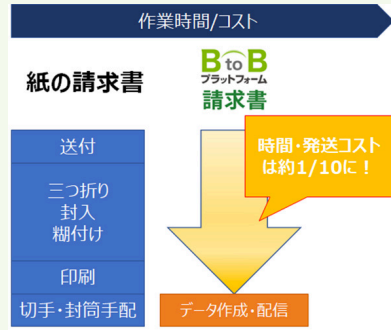 作業時間/コスト
紙の請求書
BtoB
プラットフォーム
請求書
送付
三つ折り
封入
糊付け
印刷
切手・封筒手配
時間・発送コスト
は約1/10に！
データ作成・配信